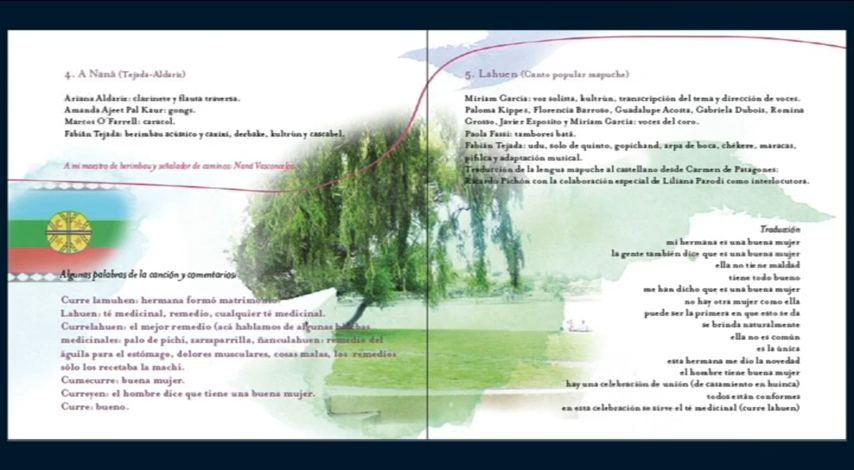 4. A Naná (Tejada-Aldariz)
Ariana Aldariz: clarinete y flauta traversa.
Amanda Ajeet Pal Kaur: gongs.
Marcos O´Farrell: caracol.
Fabián Tejada: berimbau acústico y caxixi, derbake, kultrún y cascabel.
A mi maestro de berimbau y señalador de caminos: Naná Vasconcelos.
Algunas palabras de la canción y comentarios:
Curre lamuhen: hermana formó matrimonio.
Lahuen: té medicinal, remedio, cualquier té medicinal.
Currelahuen: el mejor remedio (acá hablamos de algunas hierbas
medicinales: palo de pichi, zarzaparrilla, ñanculahuen: remedio del
águila para el estómago, dolores musculares, cosas malas, los remedios
sólo los recetaba la machi.
Cumecurre: buena mujer.
Curreyen: el hombre dice que tiene una buena mujer.
Curre: bueno.
5. Lahuen (Canto popular mapuche)
Miriam García: voz solista, kultrún, transcripción del tema y dirección de voces.
Paloma Kippes, Florencia Barroso, Guadalupe Acosta, Gabriela Dubois, Romina
Grosso, Javier Esposito y Miriam García: voces del coro.
Paola Fassi: tambores batá.
Fabián Tejada: udu, solo de quinto, gopichand, arpa de boca, chékere, maracas,
pifilca y adaptación musical.
Traducción de la lengua mapuche al castellano desde Carmen de Patagones:
Ricardo Pichón con la colaboración especial de Liliana Parodi como interlocutora.
Traducción
mi hermana es una buena mujer
la gente también dice que es una buena mujer
ella no tiene maldad
tiene todo bueno
me han dicho que es una buena mujer
no hay otra mujer como ella
puede ser la primera en que esto se da
se brinda naturalmente
ella no es común
es la única
esta hermana me dio la novedad
el hombre tiene buena mujer
hay una celebración de unión (de casamiento en huinca)
todos están conformes
en esta celebración se sirve el té medicinal (curre lahuen)